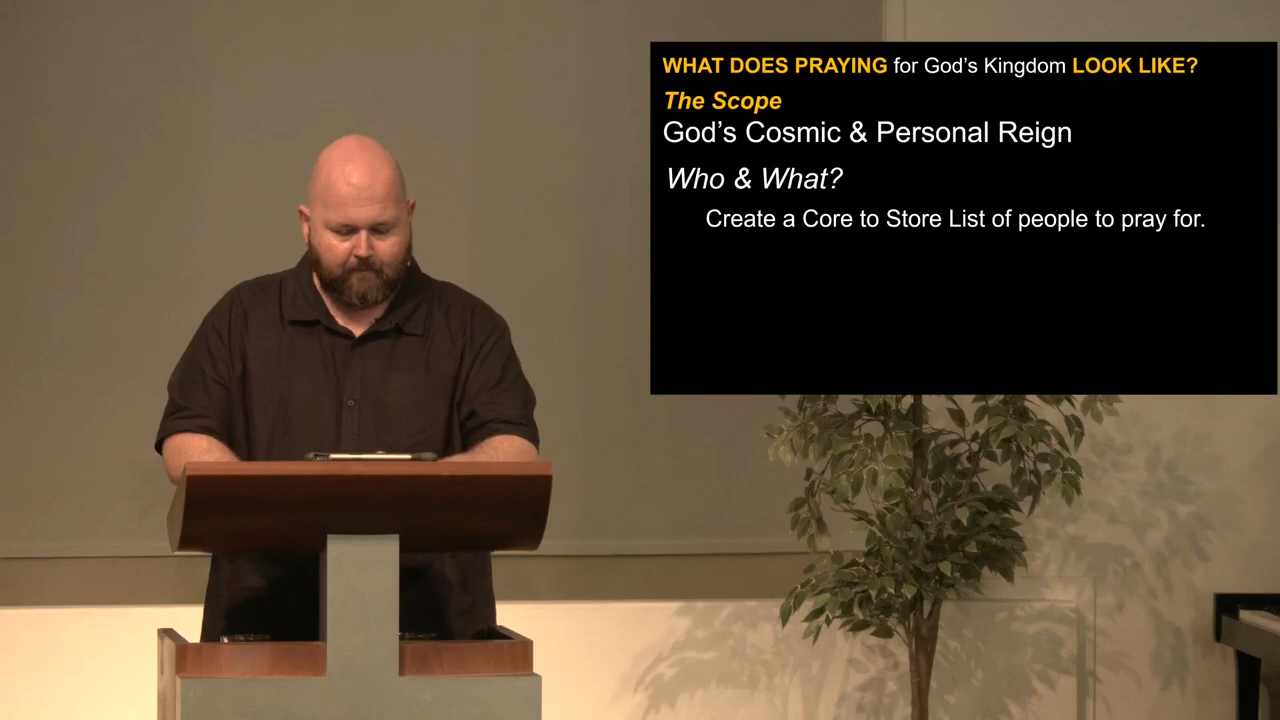 WHAT DOES PRAYING for God's Kingdom LOOK LIKE?
The Scope
God's Cosmic & Personal Reign
Who & What?
Create a Core to Store List of people to pray for.